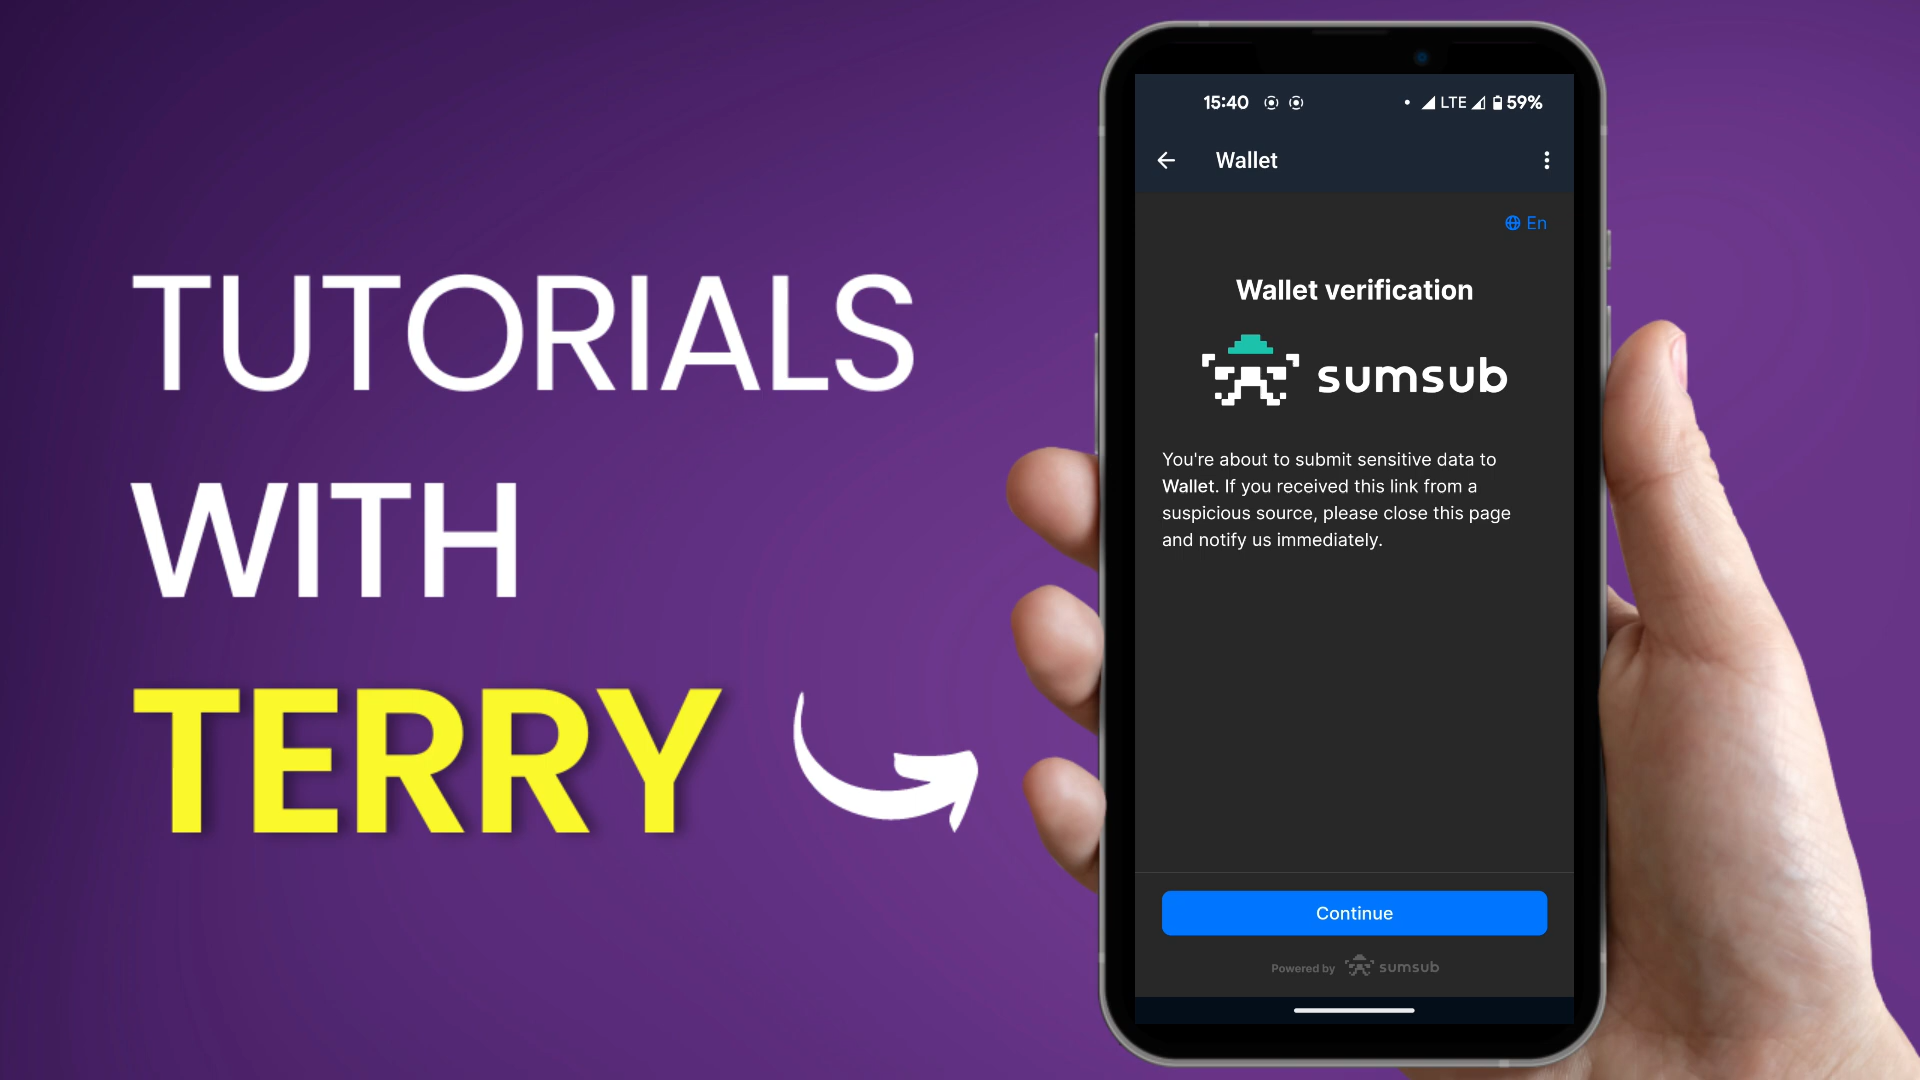 TUTORIALS
WITH
TERRY
15:40 LTE 59%
Wallet
En
Wallet verification
sumsub
You're about to submit sensitive data to
Wallet. If you received this link from a
suspicious source, please close this page
and notify us immediately.
Continue
Powered by sumsub